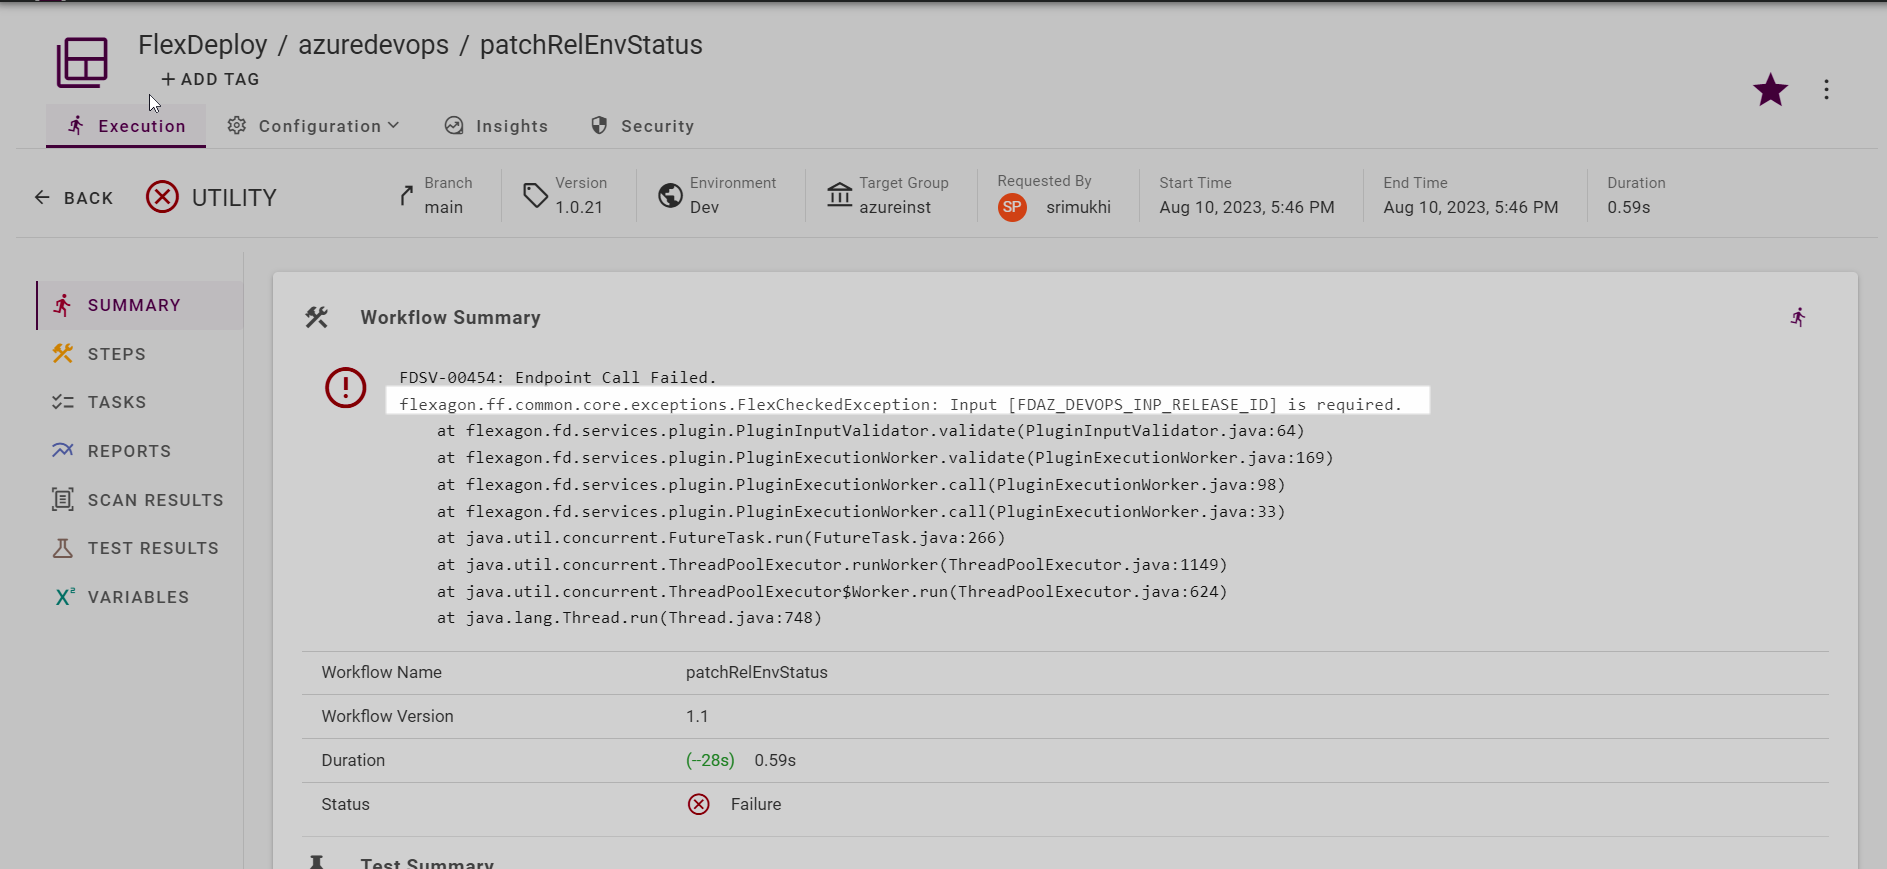 FlexDeploy / azuredevops / patchRelEnvStatus
+ ADD TAG
Execution Configuration Insights Security
BACK UTILITY
Branch
main
Version
1.0.21
Environment
Dev
Target Group
azureinst
Requested By
SP srimukhi
Start Time
Aug 10, 2023, 5:46 PM
End Time
Aug 10, 2023, 5:46 PM
Duration
0.59s
SUMMARY
STEPS
TASKS
REPORTS
SCAN RESULTS
TEST RESULTS
VARIABLES
Workflow Summary
FDSV-00454: Endpoint Call Failed.
flexagon.ff.common.core.exceptions.FlexCheckedException: Input [FDAZ_DEVOPS_INP_RELEASE_ID] is required.
at flexagon.fd.services.plugin.PluginInputValidator.validate(PluginInputValidator.java:64)
at flexagon.fd.services.plugin.PluginExecutionWorker.validate(PluginExecutionWorker.java:169)
at flexagon.fd.services.plugin.PluginExecutionWorker.call(PluginExecutionWorker.java:98)
at flexagon.fd.services.plugin.PluginExecutionWorker.call(PluginExecutionWorker.java:33)
at java.util.concurrent.FutureTask.run(FutureTask.java:266)
at java.util.concurrent.ThreadPoolExecutor.runWorker(ThreadPoolExecutor.java:1149)
at java.util.concurrent.ThreadPoolExecutor$Worker.run(ThreadPoolExecutor.java:624)
at java.lang.Thread.run(Thread.java:748)
Workflow Name patchRelEnvStatus
Workflow Version 1.1
Duration (--28s) 0.59s
Status Failure
Test Summary